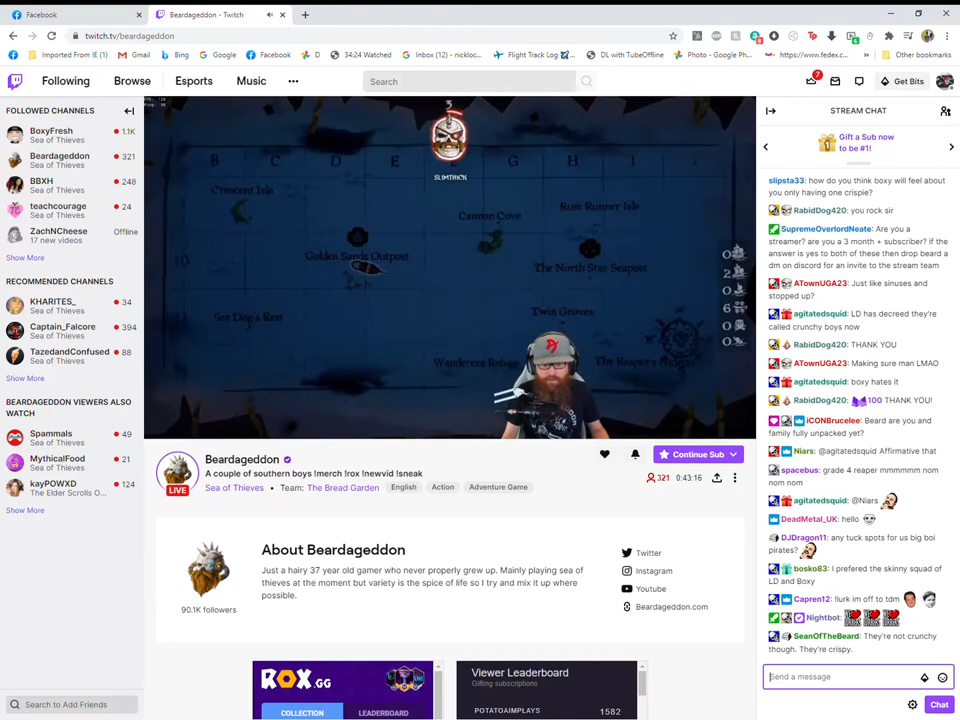 Facebook
Beardageddon - Twitch
twitch.tv/beardageddon
Imported From IE (1)
Gmail
Bing
Google
Facebook
D
34:24 Watched
Inbox (12) - nickloc...
Flight Track Log
DL with TubeOffline
Photo - Google Ph...
https://www.fedex.c...
Other bookmarks
Following
Browse
Esports
Music
Search
7
Get Bits
FOLLOWED CHANNELS
BoxyFresh
1.1K
Sea of Thieves
Beardageddon
321
Sea of Thieves
BBXH
248
Sea of Thieves
teachcourage
24
Sea of Thieves
ZachNCheese
Offline
17 new videos
Show More
RECOMMENDED CHANNELS
KHARITES_
34
Sea of Thieves
Captain_Falcore
394
Sea of Thieves
TazedandConfused
88
Sea of Thieves
Show More
BEARDAGEDDON VIEWERS ALSO
WATCH
Spammals
49
Sea of Thieves
MythicalFood
21
Sea of Thieves
kayPOWXD
124
The Elder Scrolls O...
Show More
Search to Add Friends
3
SLIMTRICH
B C D E G H I
10
Crescent Isle
Cannon Cove
Rum Runner Isle
Golden Sands Outpost
The North Star Seapost
Sea Dog's Rest
Twin Groves
Wanderers Refuge
The Reaper's
0
2
2
6
0
0
LIVE
Beardageddon
A couple of southern boys !merch !rox !newvid !sneak
Sea of Thieves • Team: The Bread Garden
English
Action
Adventure Game
Continue Sub
321
0:43:16
About Beardageddon
Just a hairy 37 year old gamer who never properly grew up. Mainly playing sea of
thieves at the moment but variety is the spice of life so I try and mix it up where
possible.
90.1K followers
Twitter
Instagram
Youtube
Beardageddon.com
ROX.GG
COLLECTION
LEADERBOARD
Viewer Leaderboard
Gifting subscriptions
POTATOAIMPLAYS
1582
STREAM CHAT
Gift a Sub now
to be #1!
slipsta33: how do you think boxy will feel about
you only having one crispie?
RabidDog420: you rock sir
SupremeOverlordNeate: Are you a
streamer? are you a 3 month + subscriber? if the
answer is yes to both of these then drop beard a
dm on discord for an invite to the stream team
ATownUGA23: Just like sinuses and
stopped up?
agitatedsquid: LD has decreed they're
called crunchy boys now
RabidDog420: THANK YOU
ATownUGA23: Making sure man LMAO
agitatedsquid: boxy hates it
RabidDog420: 100 THANK YOU!
iCONBrucelee: Beard are you and
family fully unpacked yet?
Niars: @agitatedsquid Affirmative that
spacebus: grade 4 reaper mmmmmm nom
nom nom
agitatedsquid: @Niars
DeadMetal_UK: hello
DJDragon11: any tuck spots for us big boi
pirates?
bosko83: I prefered the skinny squad of
LD and Boxy
Capren12: !lurk im off to tdm
Nightbot:
SeanOfTheBeard: They're not crunchy
though. They're crispy.
Send a message
Chat